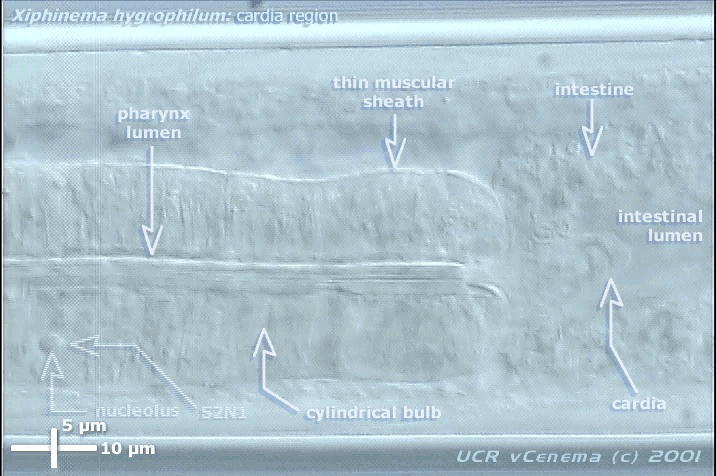 Xiphinema hygrophilum: cardia region
thin muscular
sheath
intestine
pharynx
lumen
intestinal
lumen
nucleolus
SZN1
cylindrical bulb
cardia
5 µm
10 µm
UCR vCenema (c) 2001